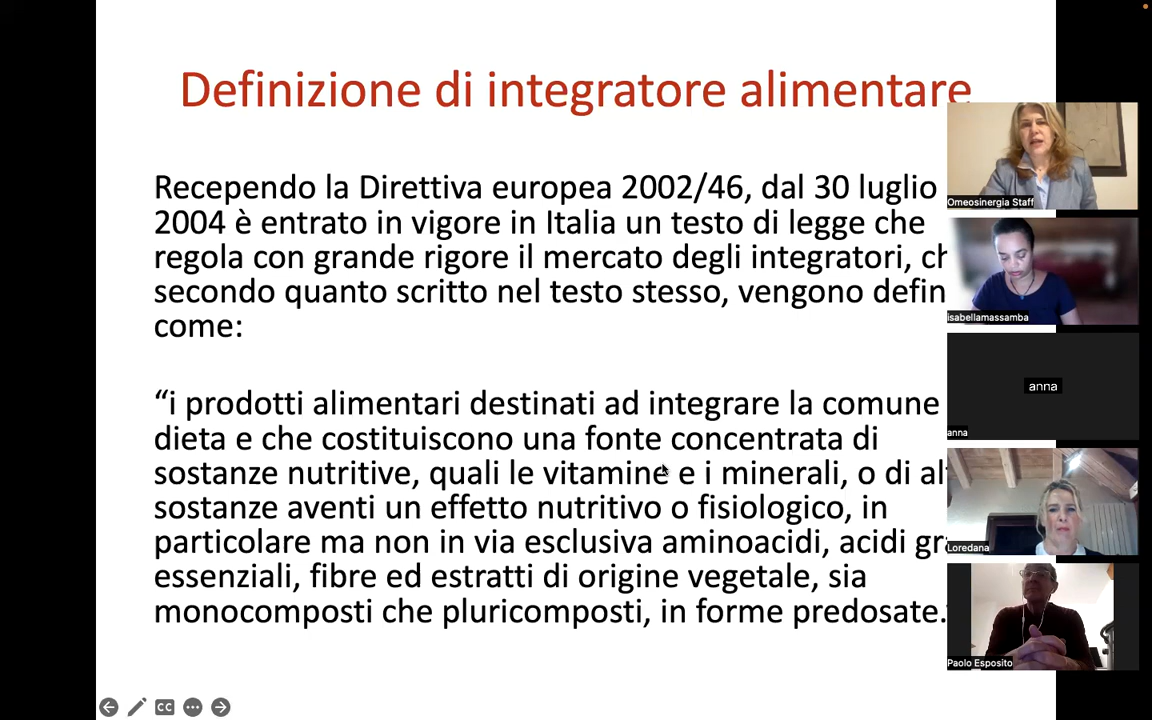 Definizione di integratore alimentare
Recependo la Direttiva europea 2002/46, dal 30 luglio
2004 è entrato in vigore in Italia un testo di legge che
regola con grande rigore il mercato degli integratori,
secondo quanto scritto nel testo stesso, vengono
come:
“i prodotti alimentari destinati ad integrare la comune
dieta e che costituiscono una fonte concentrata di
sostanze nutritive, quali le vitamine e i minerali, o di
sostanze aventi un effetto nutritivo o fisiologico, in
particolare ma non in via esclusiva aminoacidi, acidi
essenziali, fibre ed estratti di origine vegetale, sia
monocomposti che pluricomposti, in forme predosate.
Omeosinergia Staff
isabellamassamba
anna
anna
Loredana
Paolo Esposito
CC